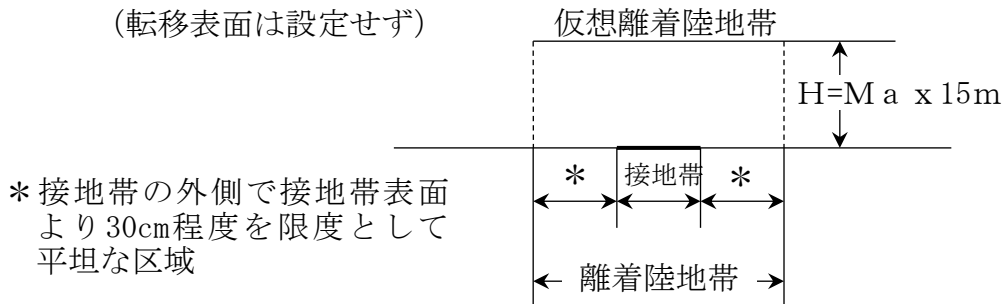 （転移表面は設定せず）
仮想離着陸地帯
H=Ｍａｘ15m
＊接地帯の外側で接地帯表面
より30cm程度を限度として
平坦な区域
＊ 接地帯 ＊
離着陸地帯